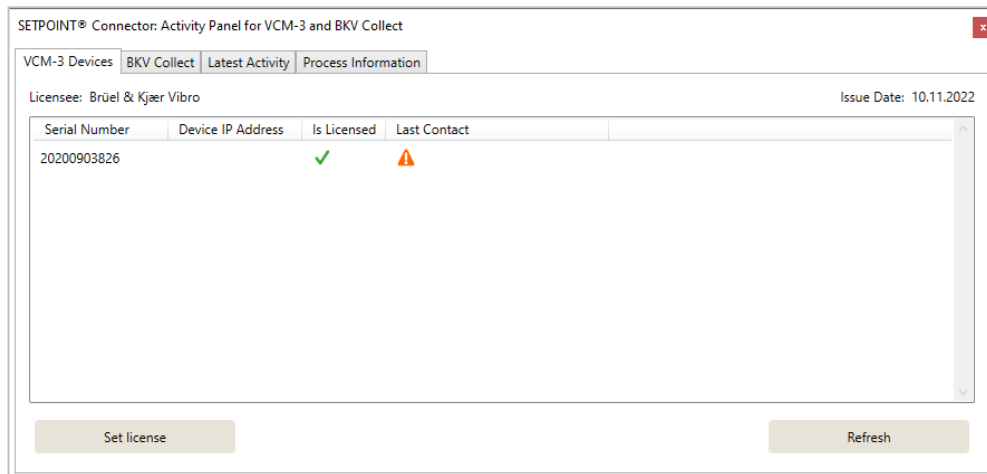 SETPOINT® Connector: Activity Panel for VCM-3 and BKV Collect
x
VCM-3 Devices BKV Collect Latest Activity Process Information
Licensee: Brüel & Kjær Vibro Issue Date: 10.11.2022
Serial Number Device IP Address Is Licensed Last Contact
20200903826
Set license Refresh